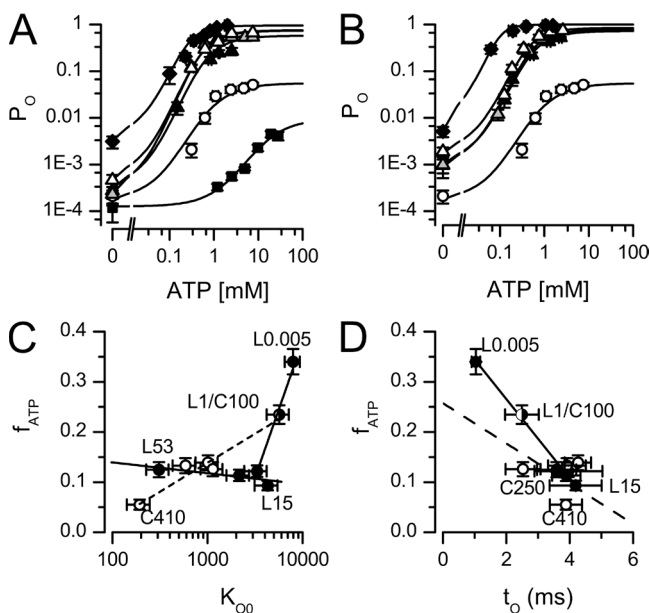 A
B
P_O
1
0.1
0.01
1E-3
1E-4
0
0.1
1
10
100
ATP [mM]
P_O
1
0.1
0.01
1E-3
1E-4
0
0.1
1
10
100
ATP [mM]
C
D
f_ATP
0.4
0.3
0.2
0.1
0.0
L0.005
L1/C100
L53
L15
C410
100
1000
10000
K_O0
f_ATP
0.4
0.3
0.2
0.1
0.0
L0.005
L1/C100
C250
L15
C410
0
2
4
6
t_O (ms)